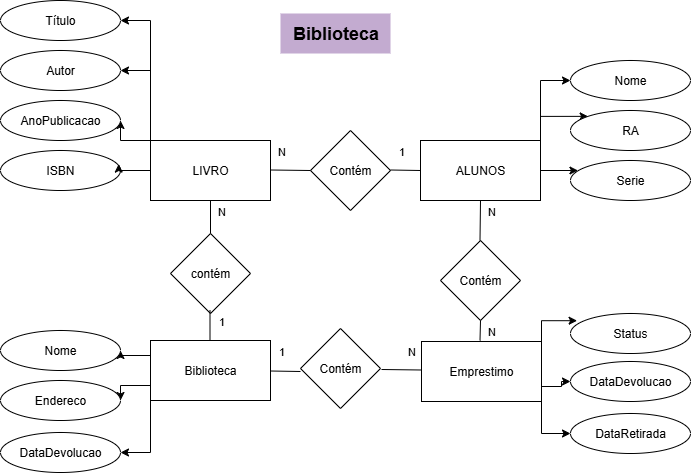 Biblioteca
Título
Autor
AnoPublicacao
ISBN
LIVRO
N
Contém
1
ALUNOS
Nome
RA
Serie
N
contém
1
N
Contém
N
Nome
Endereco
DataDevolucao
Biblioteca
1
Contém
N
Emprestimo
Status
DataDevolucao
DataRetirada